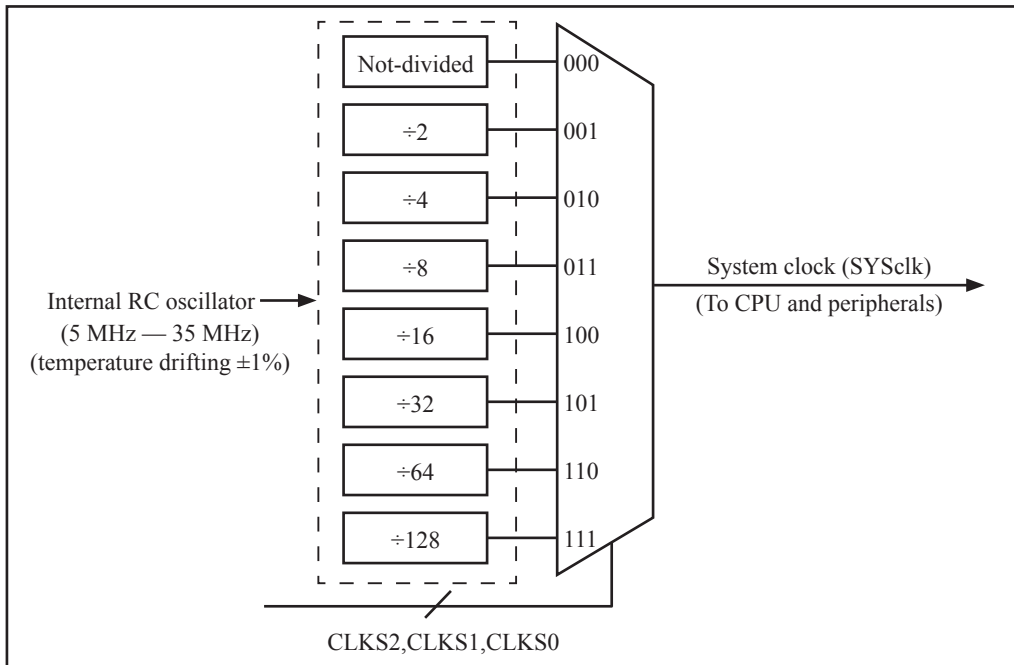 Not-divided
000
÷2
001
÷4
010
÷8
011
÷16
100
÷32
101
÷64
110
÷128
111
Internal RC oscillator
(5 MHz — 35 MHz)
(temperature drifting ±1%)
System clock (SYSclk)
(To CPU and peripherals)
CLKS2,CLKS1,CLKS0